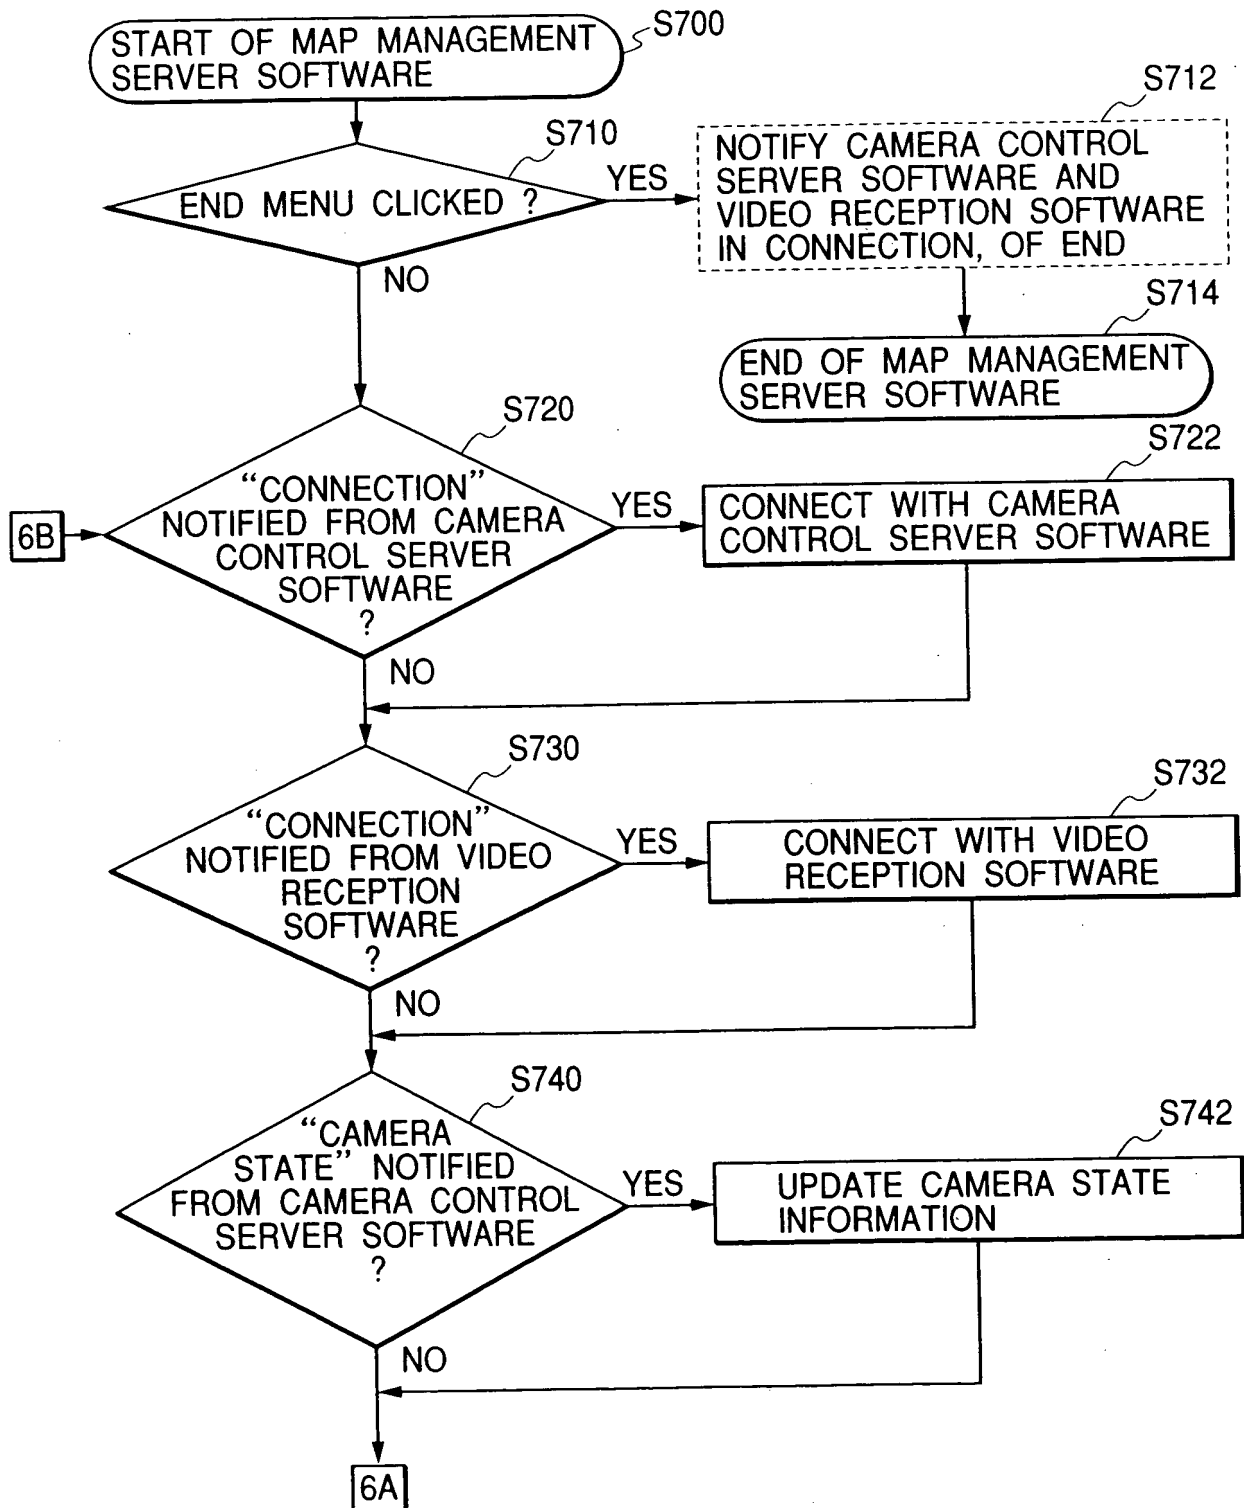 START OF MAP MANAGEMENT
SERVER SOFTWARE
S700
END MENU CLICKED ?
S710
YES
NO
NOTIFY CAMERA CONTROL
SERVER SOFTWARE AND
VIDEO RECEPTION SOFTWARE
IN CONNECTION, OF END
S712
END OF MAP MANAGEMENT
SERVER SOFTWARE
S714
6B
"CONNECTION"
NOTIFIED FROM CAMERA
CONTROL SERVER
SOFTWARE
?
S720
YES
NO
CONNECT WITH CAMERA
CONTROL SERVER SOFTWARE
S722
"CONNECTION"
NOTIFIED FROM VIDEO
RECEPTION
SOFTWARE
?
S730
YES
NO
CONNECT WITH VIDEO
RECEPTION SOFTWARE
S732
"CAMERA
STATE" NOTIFIED
FROM CAMERA CONTROL
SERVER SOFTWARE
?
S740
YES
NO
UPDATE CAMERA STATE
INFORMATION
S742
6A